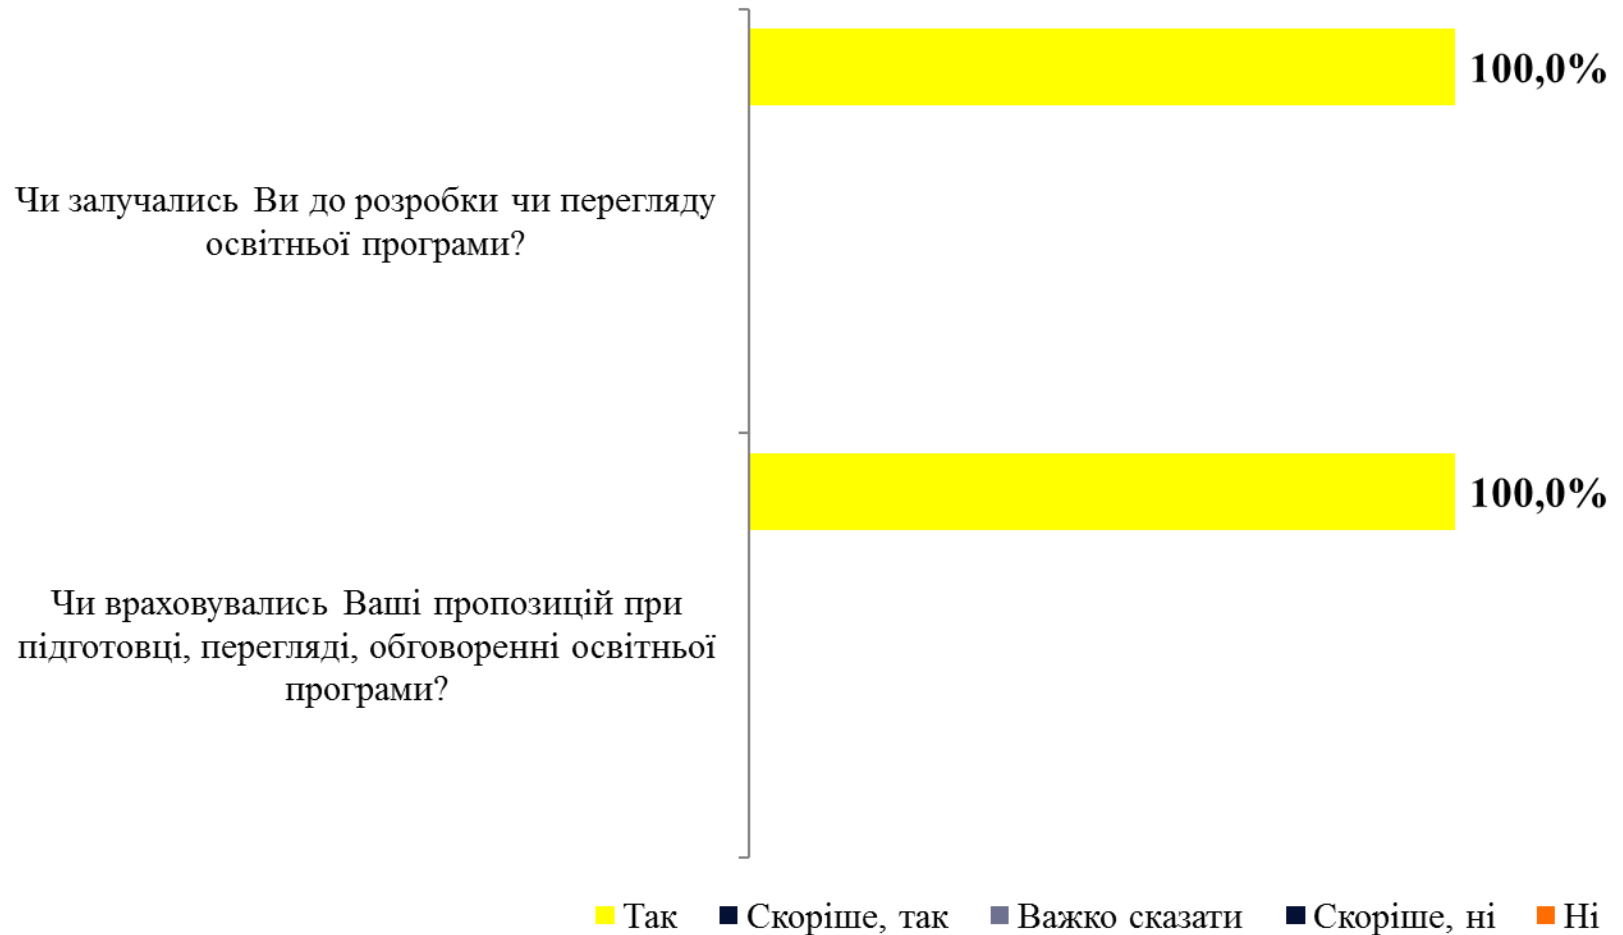 100,0%
Чи залучались Ви до розробки чи перегляду
освітньої програми?
100,0%
Чи враховувались Ваші пропозицій при
підготовці, перегляді, обговоренні освітньої
програми?
Так Скоріше, так Важко сказати Скоріше, ні Ні